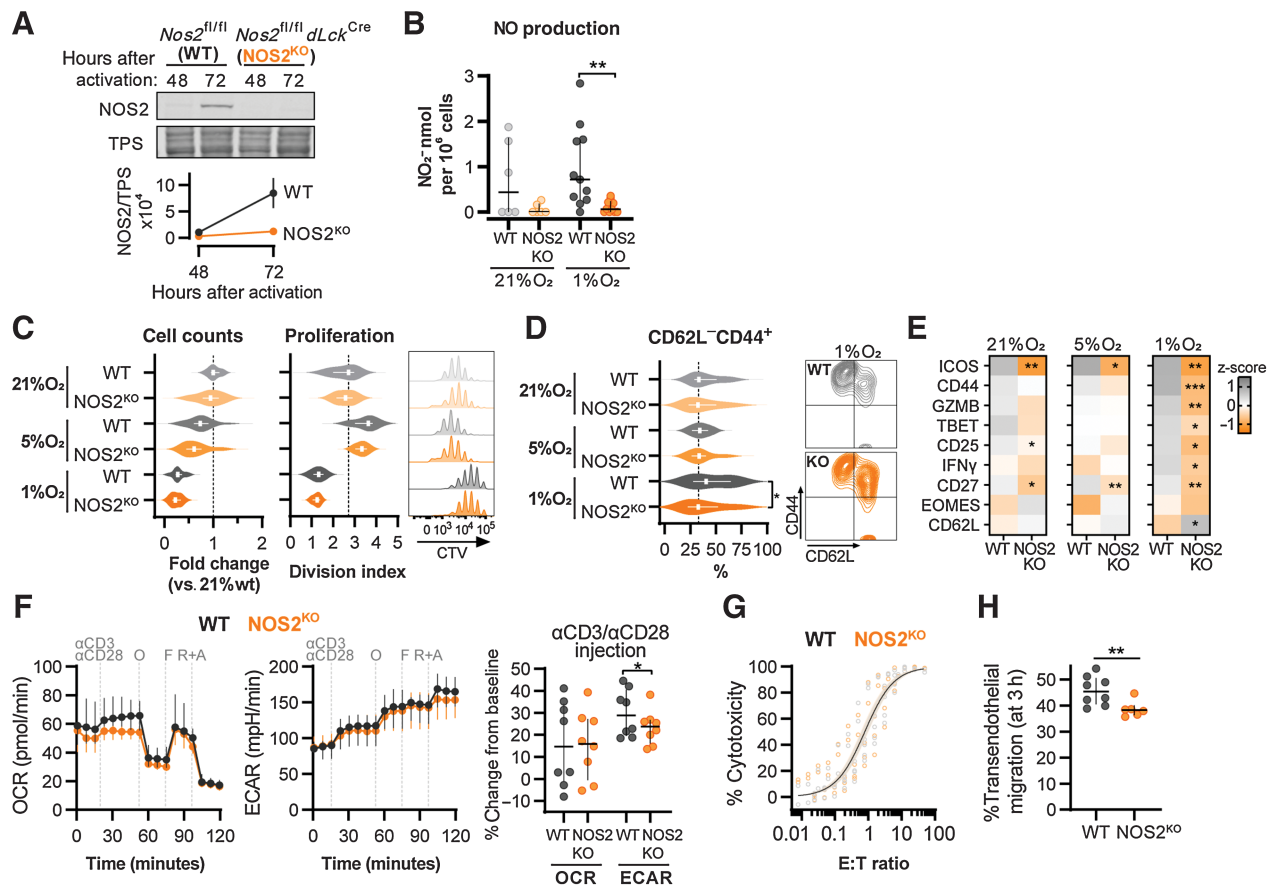 A
Nos2fl/fl Nos2fl/fl dLckCre
(WT) (NOS2KO)
Hours after
activation: 48 72 48 72
NOS2
TPS
NOS2/TPS
x10⁴
10
5
0
WT
NOS2KO
48 72
Hours after activation
B
NO production
NO₂⁻ nmol
per 10⁶ cells
3
2
1
0
**
WT NOS2 WT NOS2
KO KO
21%O₂ 1%O₂
C
Cell counts Proliferation
21%O₂
WT
NOS2KO
5%O₂
WT
NOS2KO
1%O₂
WT
NOS2KO
0 1 2
Fold change
(vs. 21%wt)
0 1 2 3 4 5
Division index
0 10³ 10⁴ 10⁵
CTV
D
CD62L⁻CD44⁺
21%O₂
WT
NOS2KO
5%O₂
WT
NOS2KO
1%O₂
WT
NOS2KO
*
0 25 50 75 100
%
1%O₂
WT
KO
CD44
CD62L
E
21%O₂ 5%O₂ 1%O₂
ICOS ** * **
CD44 ***
GZMB **
TBET *
CD25 * *
IFNγ *
CD27 * ** **
EOMES
CD62L *
WT NOS2 WT NOS2 WT NOS2
KO KO KO
z-score
1
−1
F
WT NOS2KO
αCD3
αCD28 O F R+A
OCR (pmol/min)
100
80
60
40
20
0
0 30 60 90 120
Time (minutes)
αCD3
αCD28 O F R+A
ECAR (mpH/min)
200
150
100
50
0
0 30 60 90 120
Time (minutes)
αCD3/αCD28
injection
%Change from baseline
50
40
30
20
10
0
−10
*
WT NOS2 WT NOS2
KO KO
OCR ECAR
G
WT NOS2KO
% Cytotoxicity
100
80
60
40
20
0
0.01 0.1 1 10 100
E:T ratio
H
**
%Transendothelial
migration (at 3 h)
50
40
30
20
10
0
WT NOS2KO